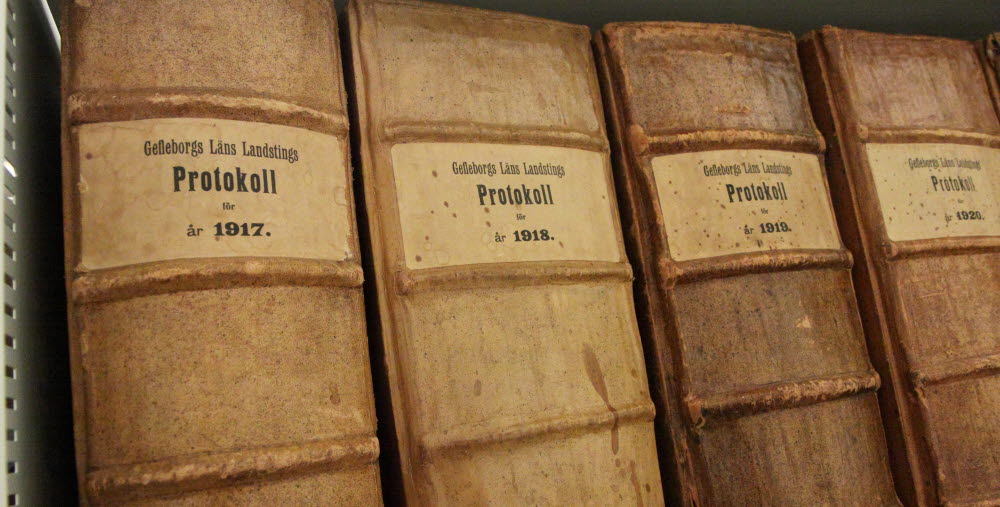 Gefleborgs Läns Landstings
Protokoll
för
år 1917.
Gefleborgs Läns Landstings
Protokoll
för
år 1918.
Gefleborgs Läns Landstings
Protokoll
för
år 1919.
Gefleborgs Läns Landstings
Protokoll
för
år 1920.